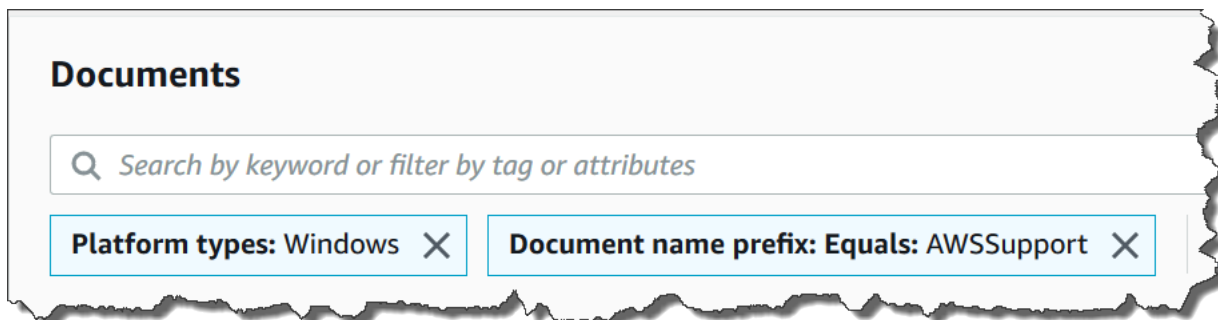 Documents
Search by keyword or filter by tag or attributes
Platform types: Windows Document name prefix: Equals: AWSSupport